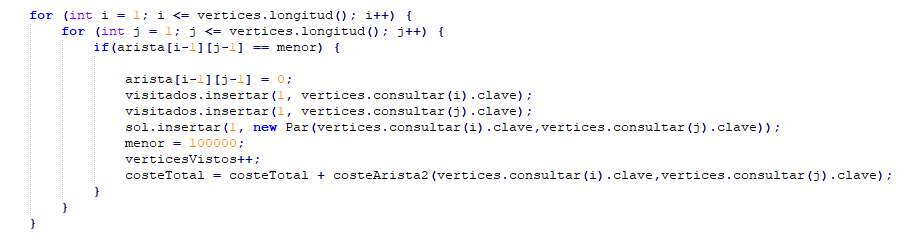 for (int i = 1; i <= vertices.longitud(); i++) {
for (int j = 1; j <= vertices.longitud(); j++) {
if(arista[i-1][j-1] == menor) {
arista[i-1][j-1] = 0;
visitados.insertar(1, vertices.consultar(i).clave);
visitados.insertar(1, vertices.consultar(j).clave);
sol.insertar(1, new Par(vertices.consultar(i).clave,vertices.consultar(j).clave));
menor = 100000;
verticesVistos++;
costeTotal = costeTotal + costeArista2(vertices.consultar(i).clave,vertices.consultar(j).clave);
}
}
}